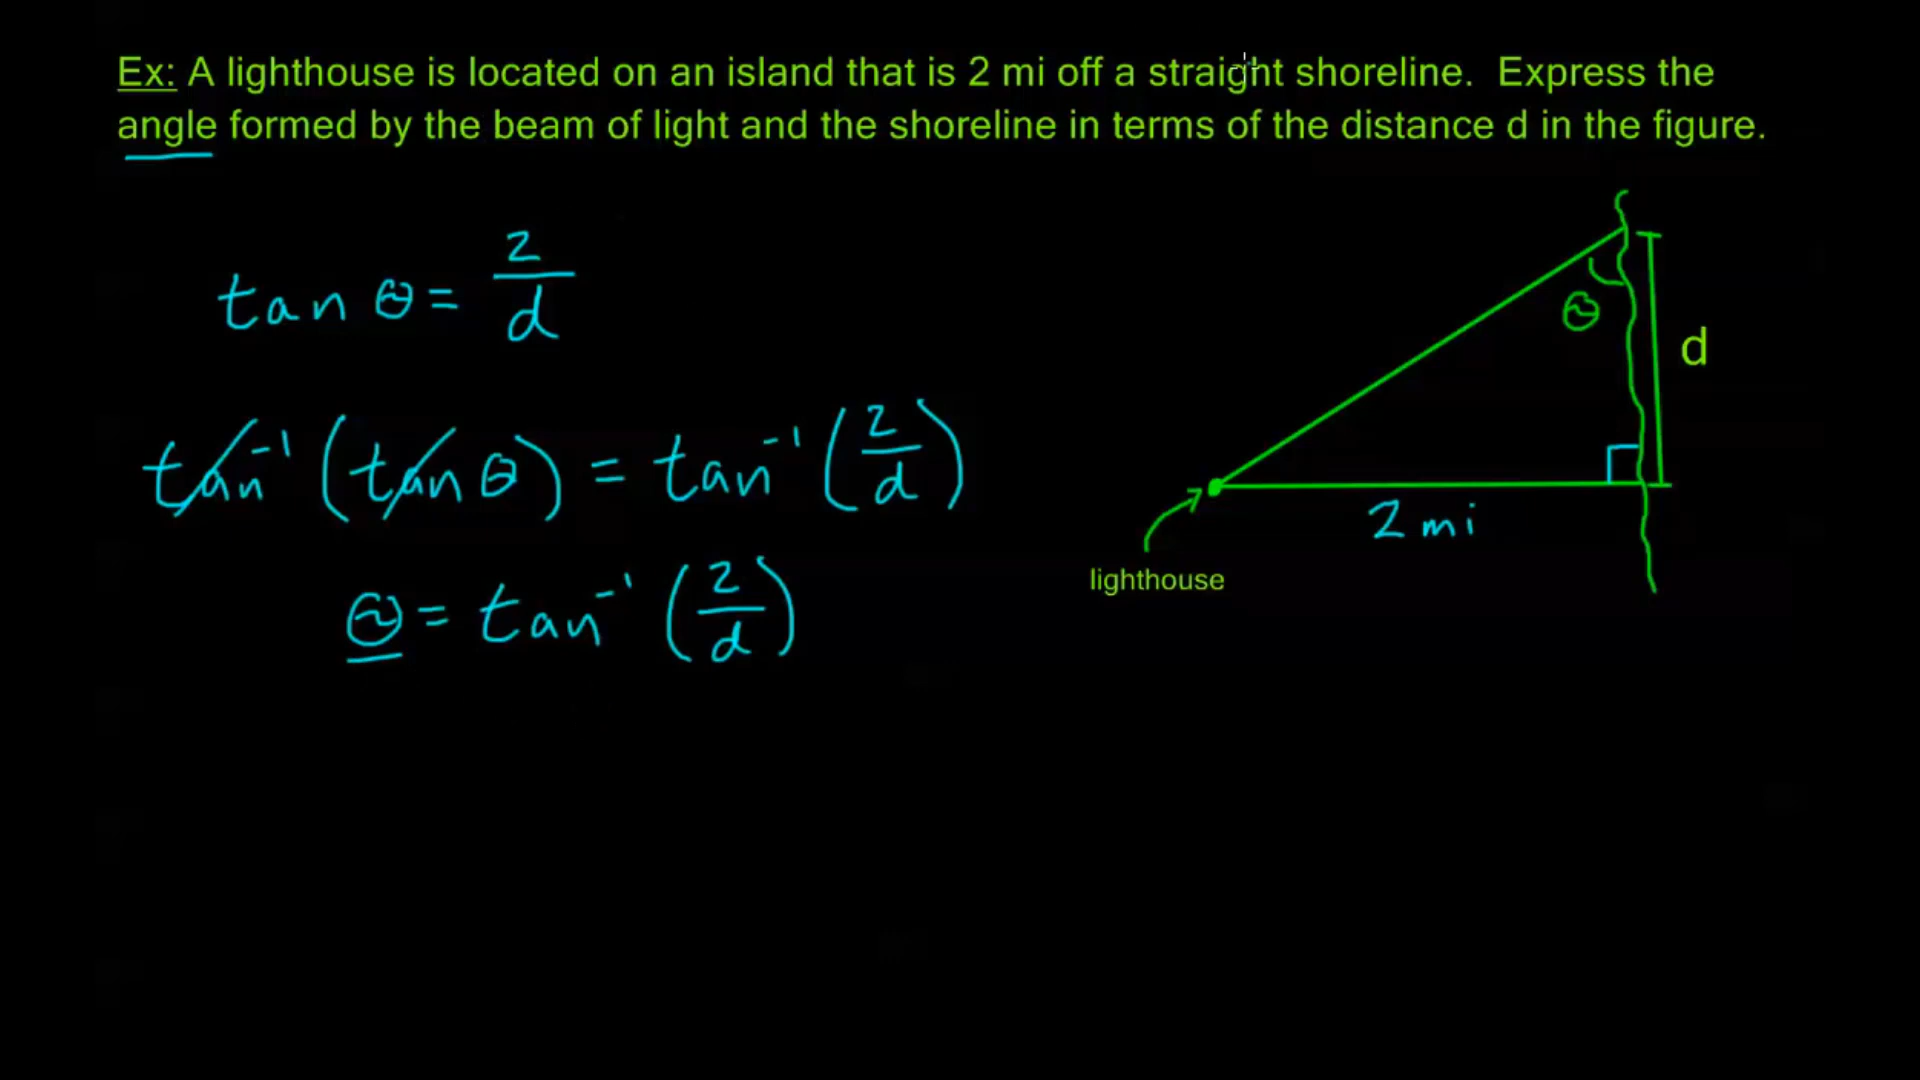 Ex: A lighthouse is located on an island that is 2 mi off a straight shoreline. Express the
angle formed by the beam of light and the shoreline in terms of the distance d in the figure.
tan θ = 2/d
tan⁻¹ (tan θ) = tan⁻¹ (2/d)
θ = tan⁻¹ (2/d)
θ
d
2 mi
lighthouse